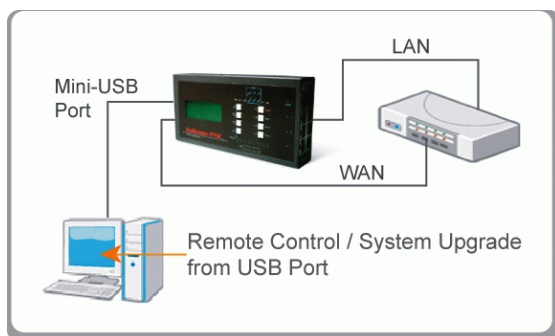 LAN
Mini-USB
Port
WAN
Remote Control / System Upgrade
from USB Port